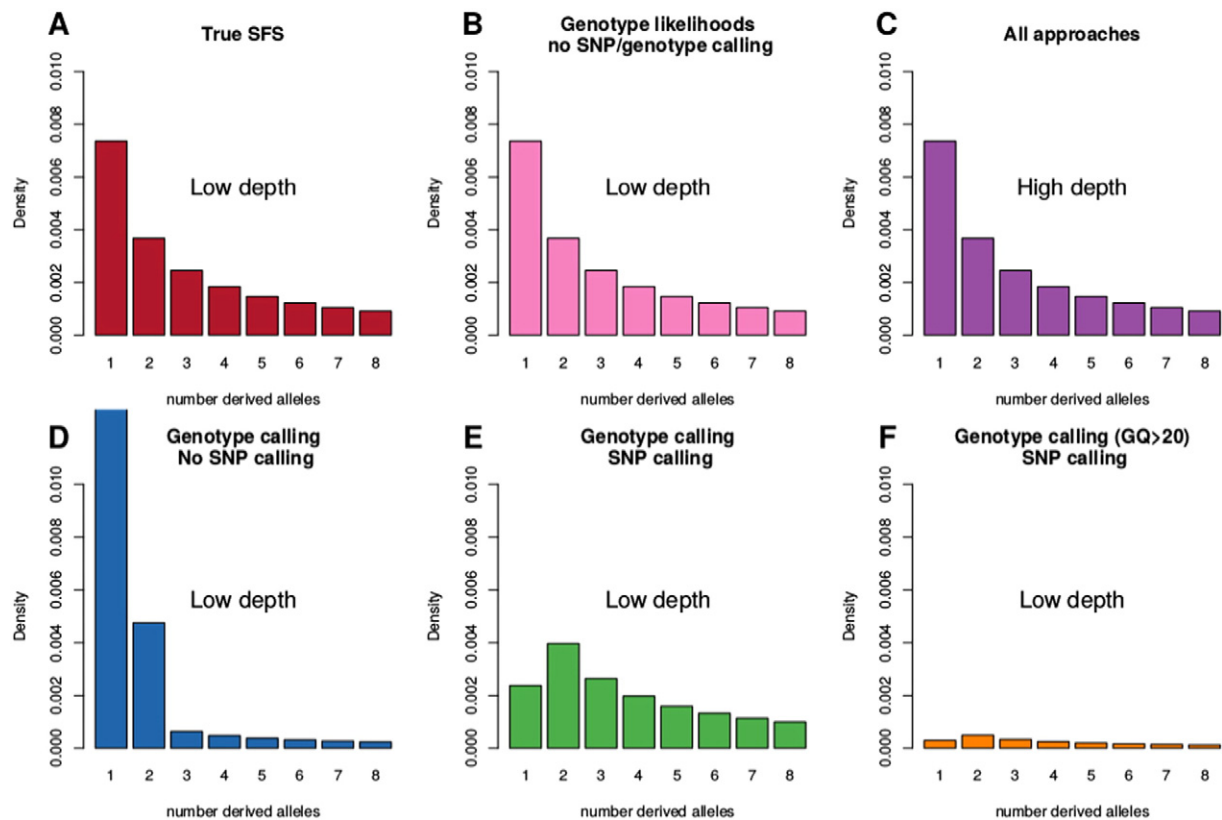 A
True SFS
Density
0.010
0.008
0.006
0.004
0.002
0.000
Low depth
1 2 3 4 5 6 7 8
number derived alleles
B
Genotype likelihoods
no SNP/genotype calling
Density
0.010
0.008
0.006
0.004
0.002
0.000
Low depth
1 2 3 4 5 6 7 8
number derived alleles
C
All approaches
Density
0.010
0.008
0.006
0.004
0.002
0.000
High depth
1 2 3 4 5 6 7 8
number derived alleles
D
Genotype calling
No SNP calling
Density
0.010
0.008
0.006
0.004
0.002
0.000
Low depth
1 2 3 4 5 6 7 8
number derived alleles
E
Genotype calling
SNP calling
Density
0.010
0.008
0.006
0.004
0.002
0.000
Low depth
1 2 3 4 5 6 7 8
number derived alleles
F
Genotype calling (GQ>20)
SNP calling
Density
0.010
0.008
0.006
0.004
0.002
0.000
Low depth
1 2 3 4 5 6 7 8
number derived alleles